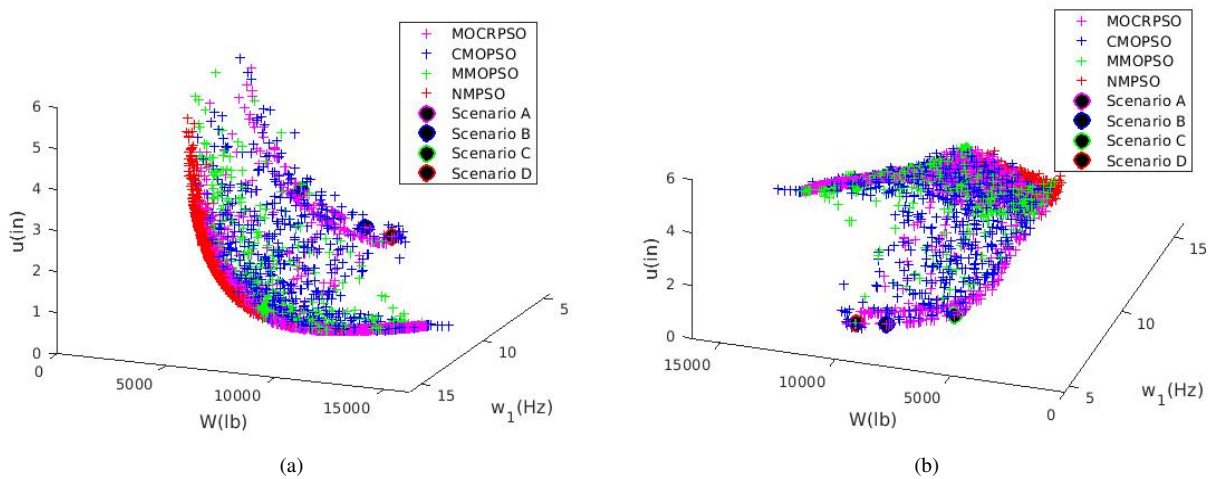 MOCRPSO
CMOPSO
MMOPSO
NMPSO
Scenario A
Scenario B
Scenario C
Scenario D
6
5
4
3
2
1
0
u(in)
0
5000
10000
15000
W(lb)
5
10
15
w_1(Hz)
(a)
MOCRPSO
CMOPSO
MMOPSO
NMPSO
Scenario A
Scenario B
Scenario C
Scenario D
6
4
2
0
u(in)
15000
10000
5000
0
W(lb)
15
10
5
w_1(Hz)
(b)